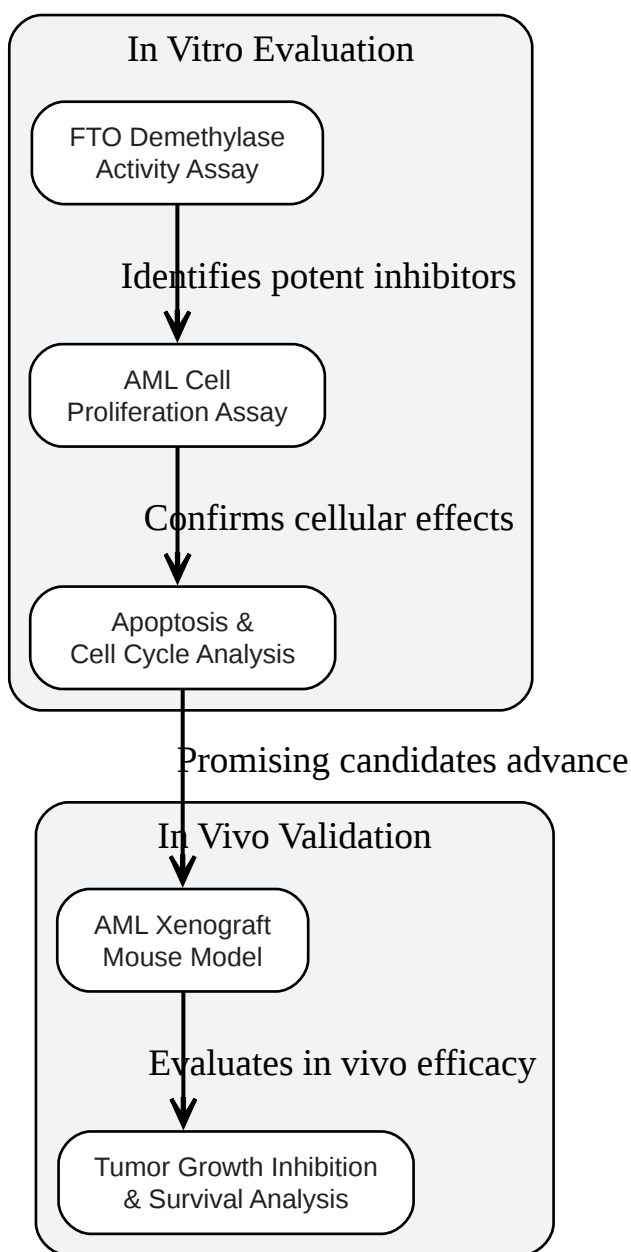 In Vitro Evaluation
FTO Demethylase
Activity Assay
Identifies potent inhibitors
AML Cell
Proliferation Assay
Confirms cellular effects
Apoptosis &
Cell Cycle Analysis
Promising candidates advance
In Vivo Validation
AML Xenograft
Mouse Model
Evaluates in vivo efficacy
Tumor Growth Inhibition
& Survival Analysis